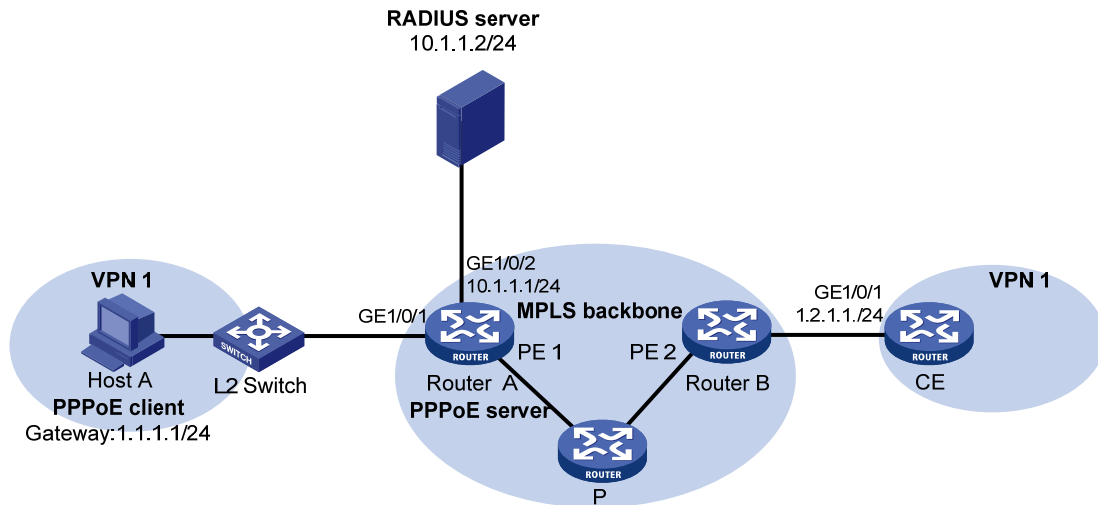 RADIUS server
10.1.1.2/24
VPN 1
Host A
PPPoE client
Gateway:1.1.1.1/24
SWITCH
L2 Switch
GE1/0/1
GE1/0/2
10.1.1.1/24
MPLS backbone
ROUTER
PE 1
Router A
PPPoE server
ROUTER
P
PE 2
ROUTER
Router B
GE1/0/1
1.2.1.1./24
VPN 1
ROUTER
CE